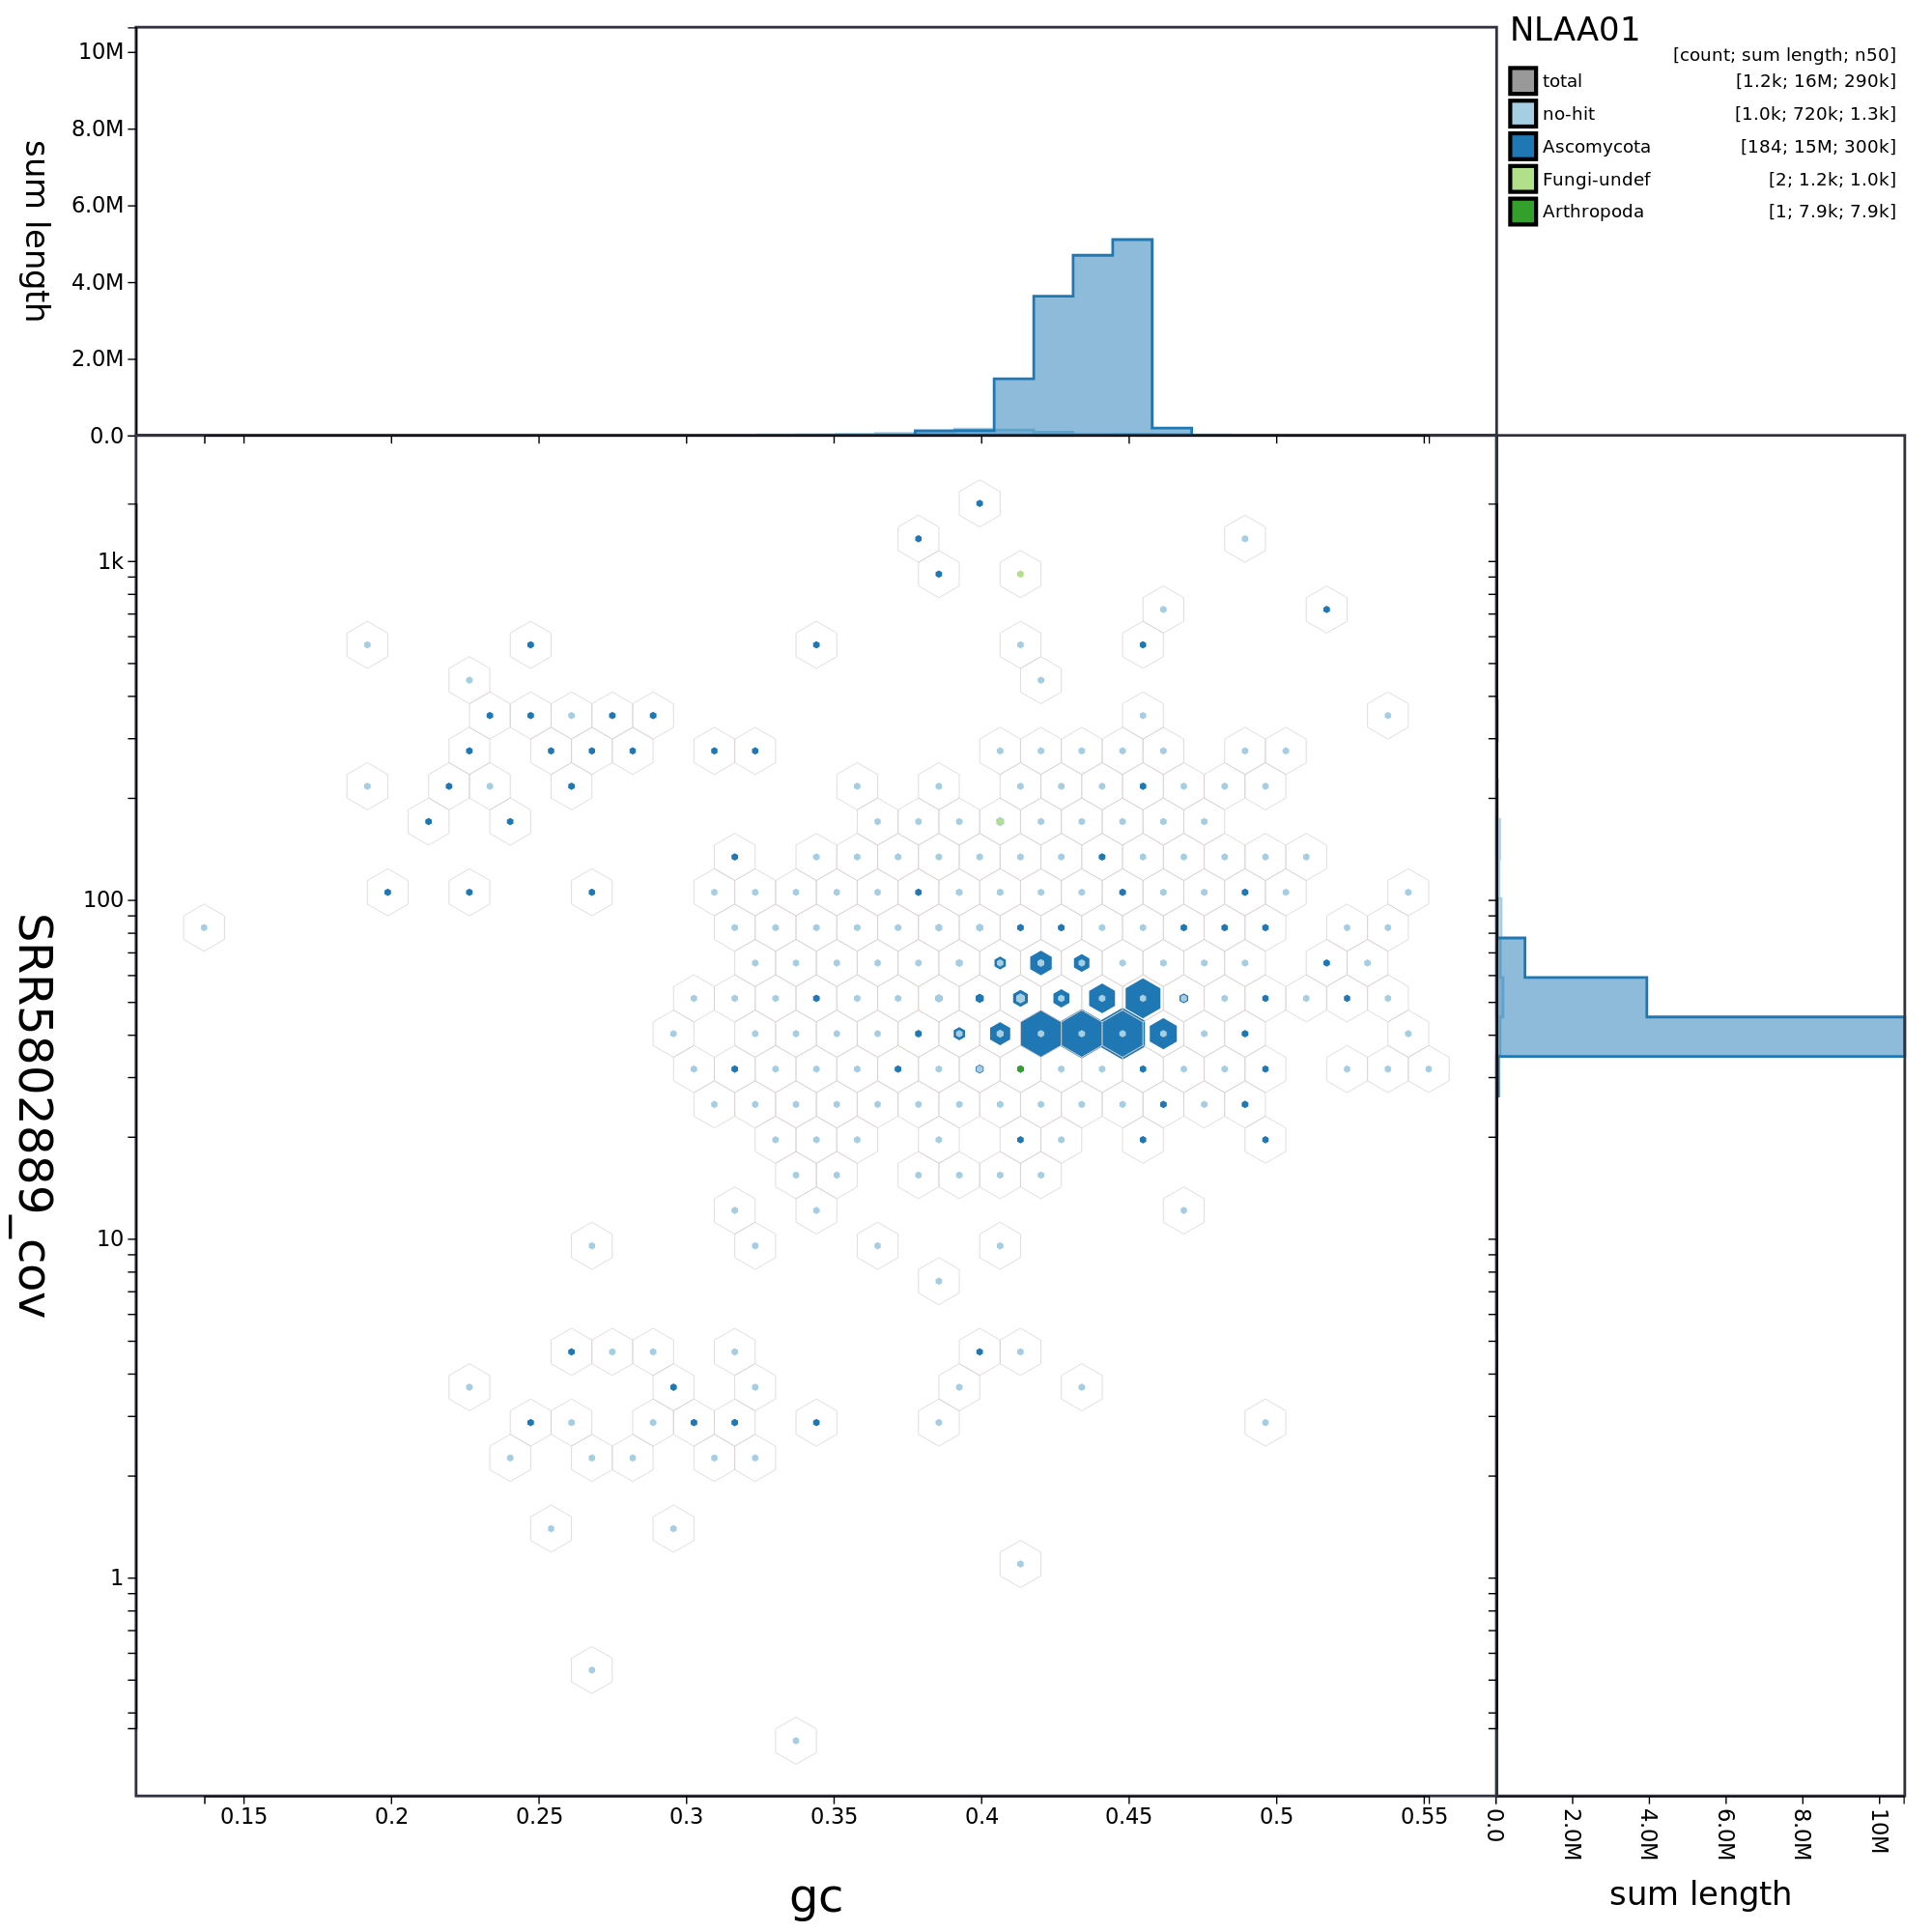 NLAA01
[count; sum length; n50]
total [1.2k; 16M; 290k]
no-hit [1.0k; 720k; 1.3k]
Ascomycota [184; 15M; 300k]
Fungi-undef [2; 1.2k; 1.0k]
Arthropoda [1; 7.9k; 7.9k]
sum length
10M
8.0M
6.0M
4.0M
2.0M
0.0
SRR5802889_cov
1k
100
10
1
0.15 0.2 0.25 0.3 0.35 0.4 0.45 0.5 0.55
gc
0.0 2.0M 4.0M 6.0M 8.0M 10M
sum length